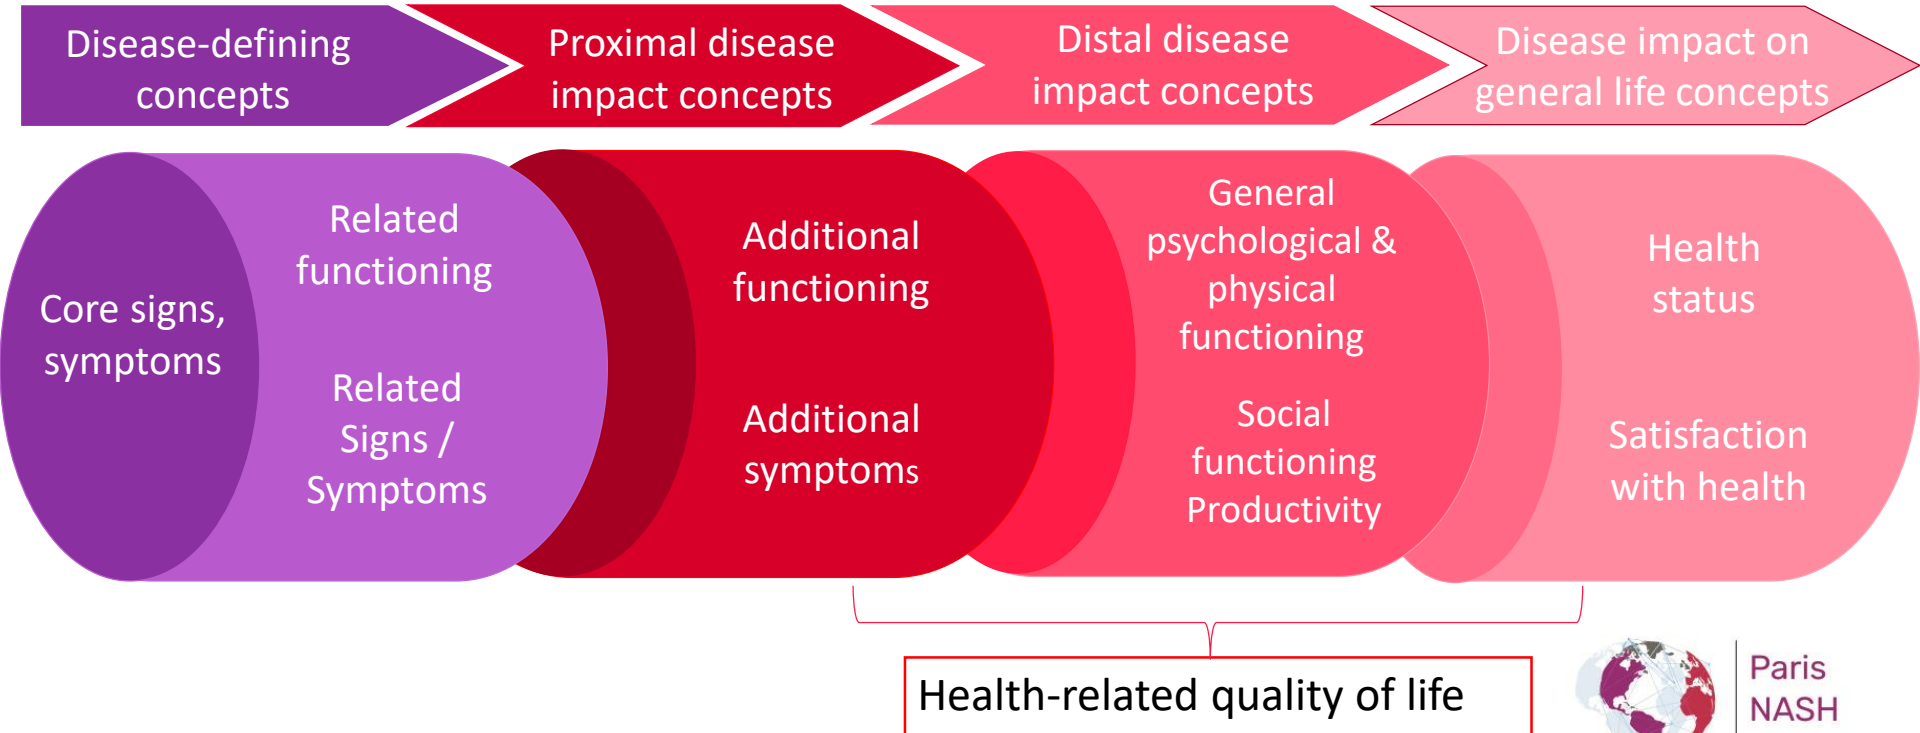 Disease-defining
concepts
Proximal disease
impact concepts
Distal disease
impact concepts
Disease impact on
general life concepts
Core signs,
symptoms
Related
functioning
Related
Signs /
Symptoms
Additional
functioning
Additional
symptoms
General
psychological &
physical
functioning
Social
functioning
Productivity
Health
status
Satisfaction
with health
Health-related quality of life
Paris
NASH